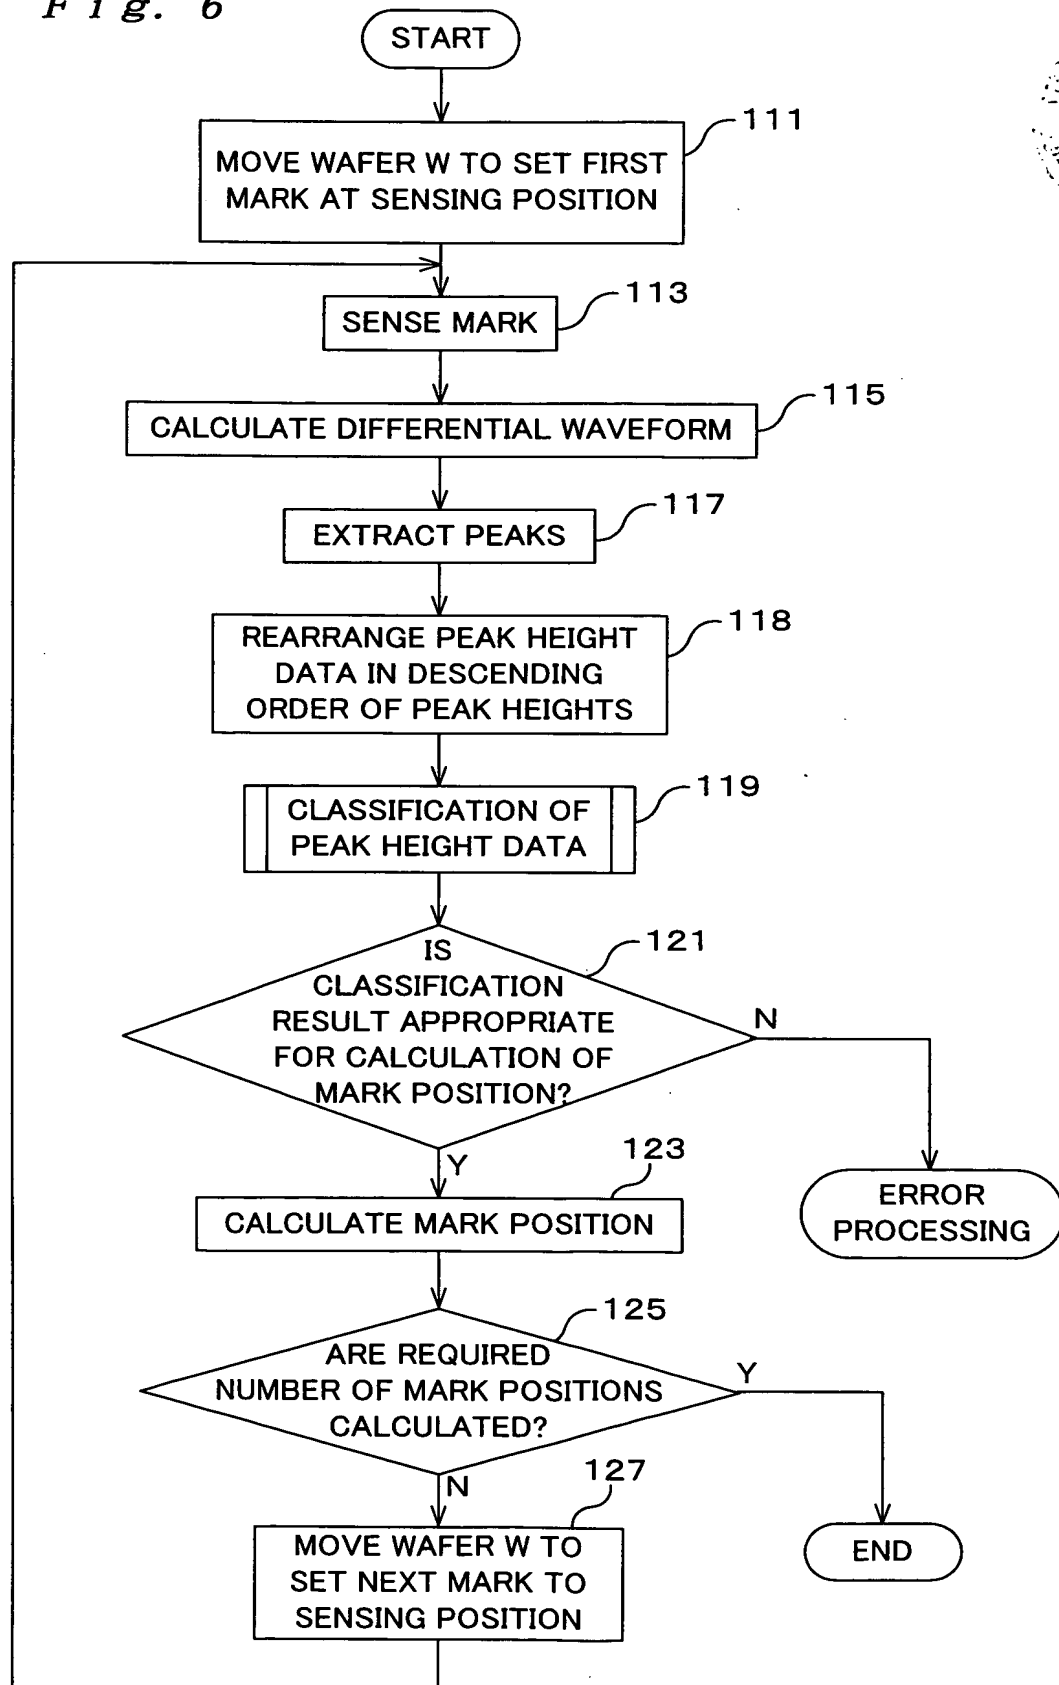 Fig. 6
START
111
MOVE WAFER W TO SET FIRST
MARK AT SENSING POSITION
113
SENSE MARK
115
CALCULATE DIFFERENTIAL WAVEFORM
117
EXTRACT PEAKS
118
REARRANGE PEAK HEIGHT
DATA IN DESCENDING
ORDER OF PEAK HEIGHTS
119
CLASSIFICATION OF
PEAK HEIGHT DATA
121
IS
CLASSIFICATION
RESULT APPROPRIATE
FOR CALCULATION OF
MARK POSITION?
N
Y
123
CALCULATE MARK POSITION
ERROR
PROCESSING
125
ARE REQUIRED
NUMBER OF MARK POSITIONS
CALCULATED?
Y
N
127
MOVE WAFER W TO
SET NEXT MARK TO
SENSING POSITION
END